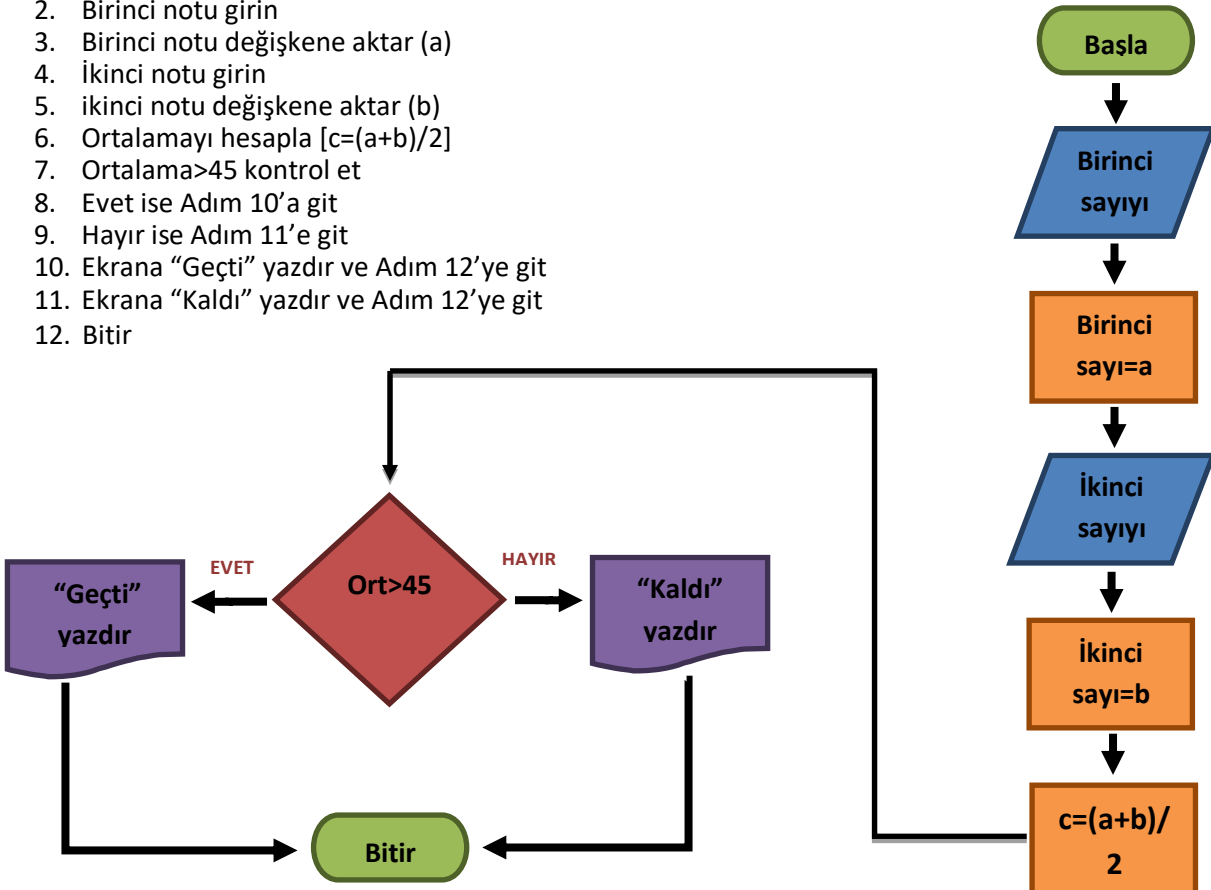 2. Birinci notu girin
3. Birinci notu değişkene aktar (a)
4. İkinci notu girin
5. ikinci notu değişkene aktar (b)
6. Ortalamayı hesapla [c=(a+b)/2]
7. Ortalama>45 kontrol et
8. Evet ise Adım 10’a git
9. Hayır ise Adım 11’e git
10. Ekrana “Geçti” yazdır ve Adım 12’ye git
11. Ekrana “Kaldı” yazdır ve Adım 12’ye git
12. Bitir
Başla
Birinci
sayıyı
Birinci
sayı=a
İkinci
sayıyı
İkinci
sayı=b
c=(a+b)/
2
Ort>45
EVET
HAYIR
“Geçti”
yazdır
“Kaldı”
yazdır
Bitir